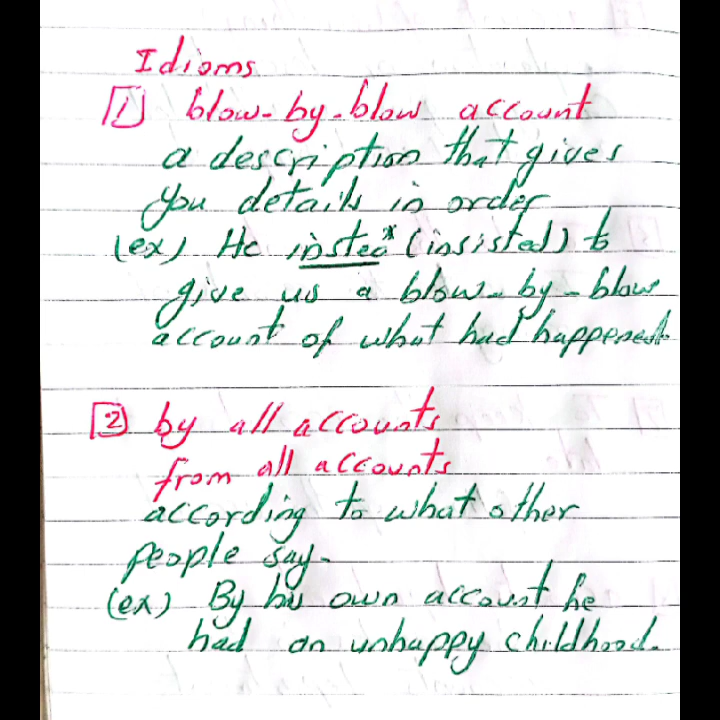 Idioms
[1] blow-by-blow account
a description that gives
you details in order
(ex) He insted* (insisted) to
give us a blow-by-blow
account of what had happened.
[2] by all accounts
from all accounts
according to what other
people say.
(ex) By his own account he
had an unhappy childhood.